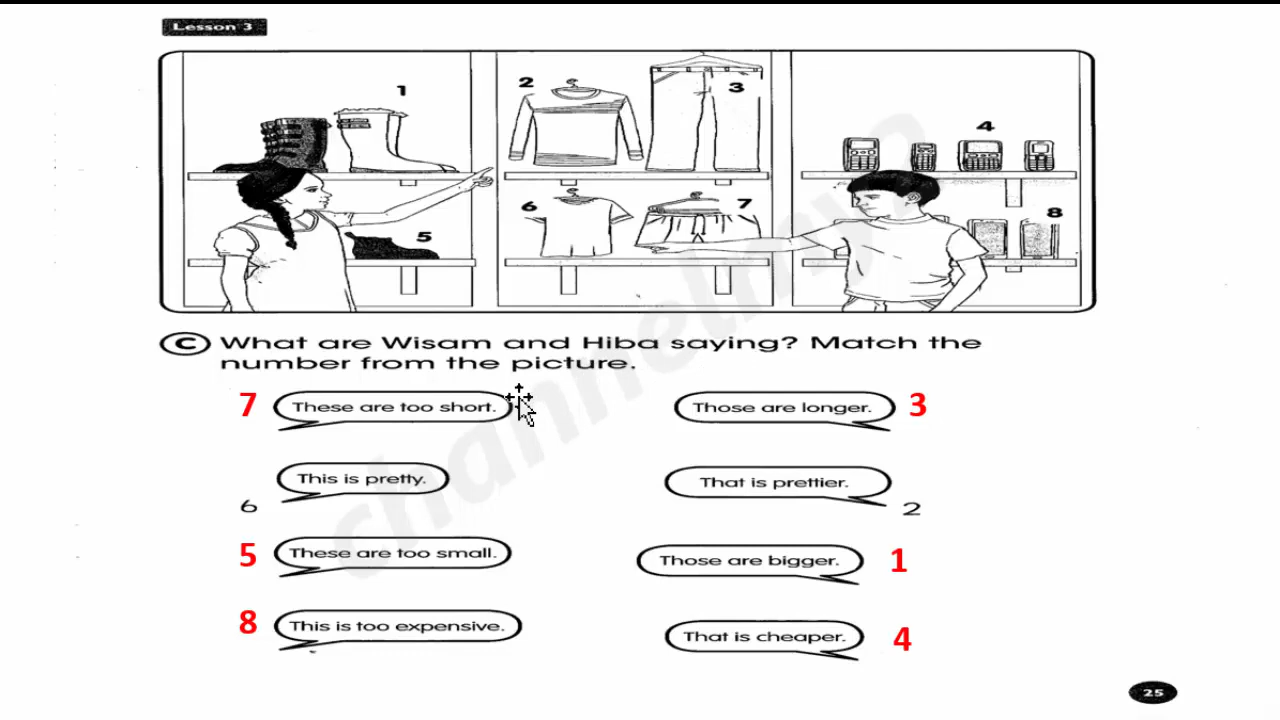 Lesson 3
1
2
3
4
5
6
7
8
C What are Wisam and Hiba saying? Match the
number from the picture.
7 These are too short.
Those are longer. 3
This is pretty.
6
That is prettier.
2
5 These are too small.
Those are bigger. 1
8 This is too expensive.
That is cheaper. 4
25